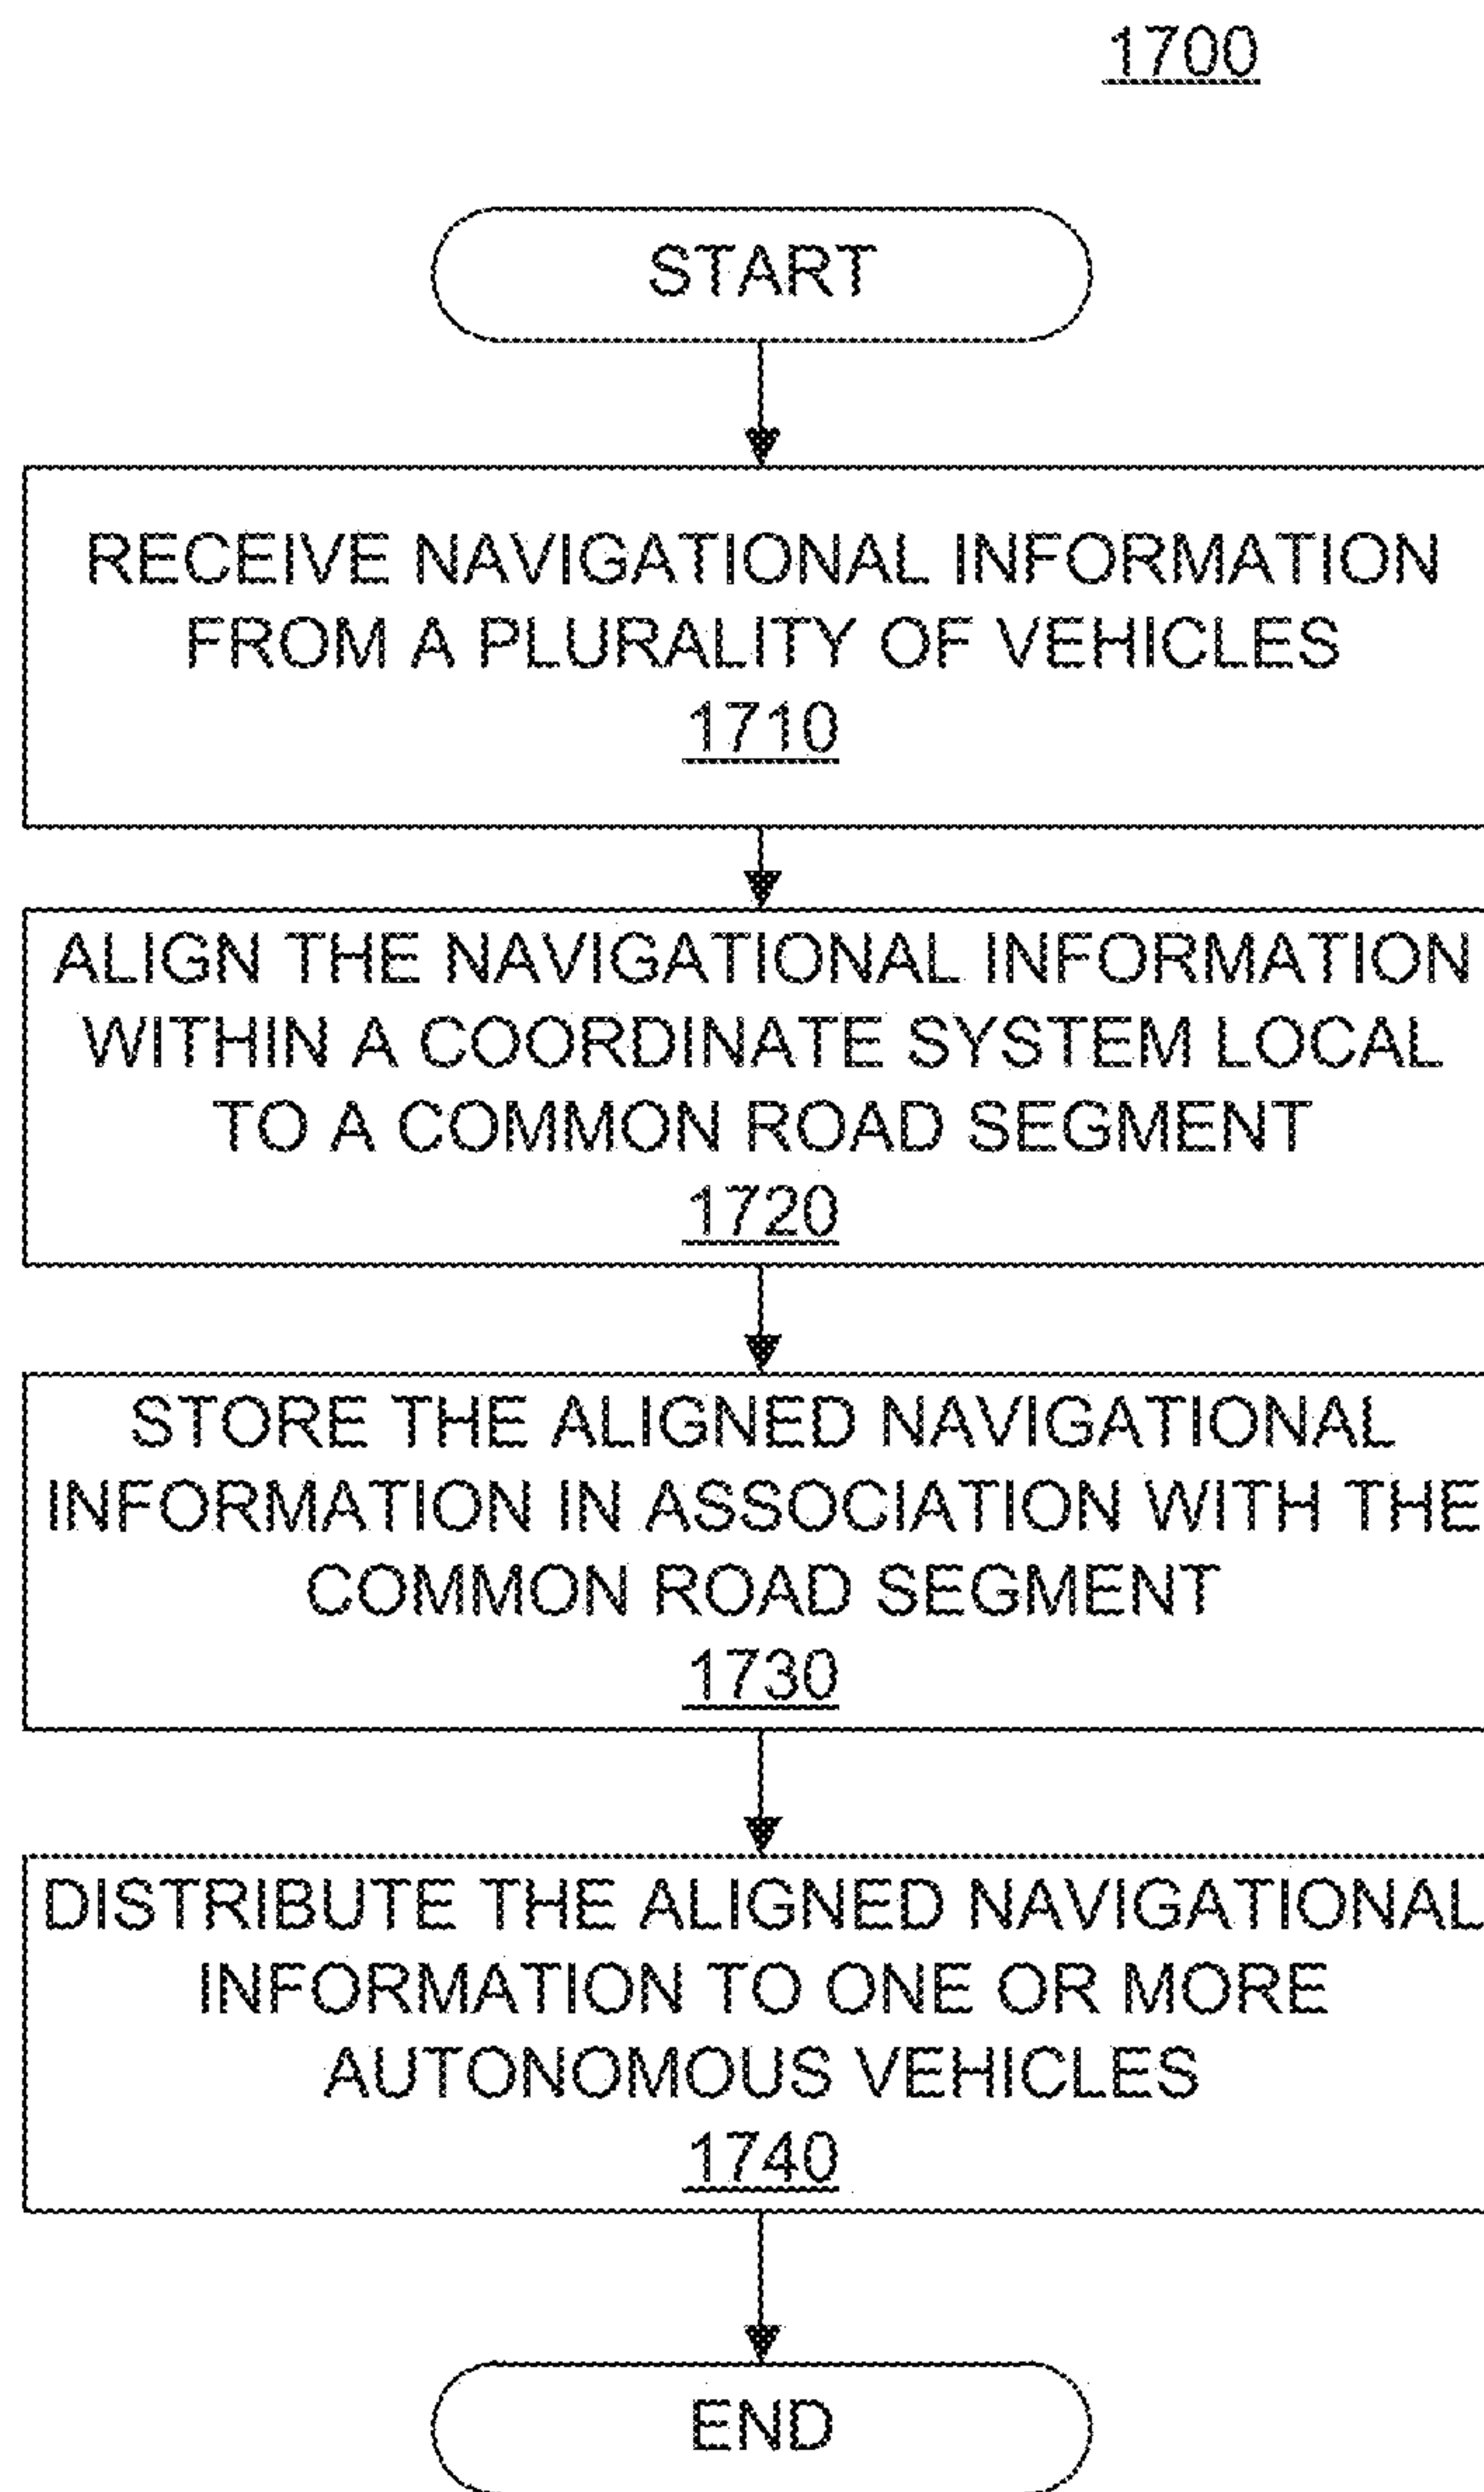 1700
START
RECEIVE NAVIGATIONAL INFORMATION
FROM A PLURALITY OF VEHICLES
1710
ALIGN THE NAVIGATIONAL INFORMATION
WITHIN A COORDINATE SYSTEM LOCAL
TO A COMMON ROAD SEGMENT
1720
STORE THE ALIGNED NAVIGATIONAL
INFORMATION IN ASSOCIATION WITH THE
COMMON ROAD SEGMENT
1730
DISTRIBUTE THE ALIGNED NAVIGATIONAL
INFORMATION TO ONE OR MORE
AUTONOMOUS VEHICLES
1740
END